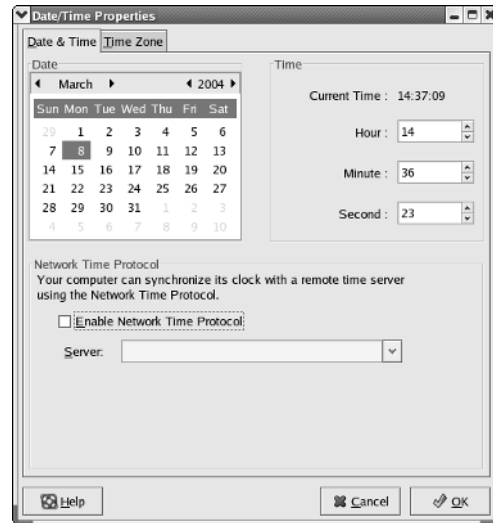 Date/Time Properties
Date & Time Time Zone
Date
March 2004
Sun Mon Tue Wed Thu Fri Sat
29 1 2 3 4 5 6
7 8 9 10 11 12 13
14 15 16 17 18 19 20
21 22 23 24 25 26 27
28 29 30 31 1 2 3
4 5 6 7 8 9 10
Time
Current Time : 14:37:09
Hour : 14
Minute : 36
Second : 23
Network Time Protocol
Your computer can synchronize its clock with a remote time server
using the Network Time Protocol.
Enable Network Time Protocol
Server:
Help Cancel OK